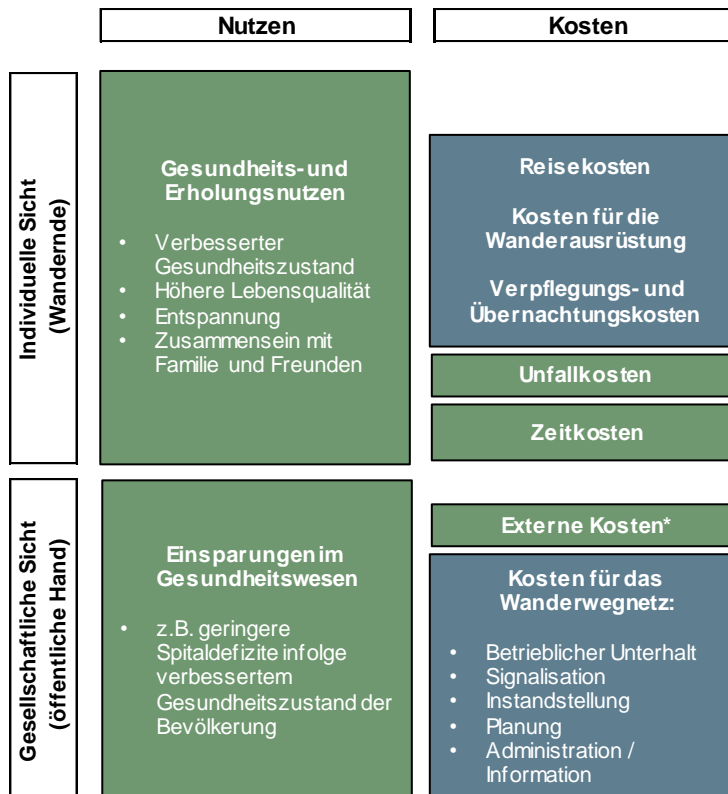 Nutzen
Kosten
Individuelle Sicht
(Wandernde)
Gesundheits- und
Erholungsnutzen
• Verbesserter
Gesundheitszustand
• Höhere Lebensqualität
• Entspannung
• Zusammensein mit
Familie und Freunden
Reisekosten
Kosten für die
Wanderausrüstung
Verpflegungs- und
Übernachtungskosten
Unfallkosten
Zeitkosten
Gesellschaftliche Sicht
(öffentliche Hand)
Einsparungen im
Gesundheitswesen
• z.B. geringere
Spitaldefizite infolge
verbessertem
Gesundheitszustand der
Bevölkerung
Externe Kosten*
Kosten für das
Wanderwegnetz:
• Betrieblicher Unterhalt
• Signalisation
• Instandstellung
• Planung
• Administration /
Information